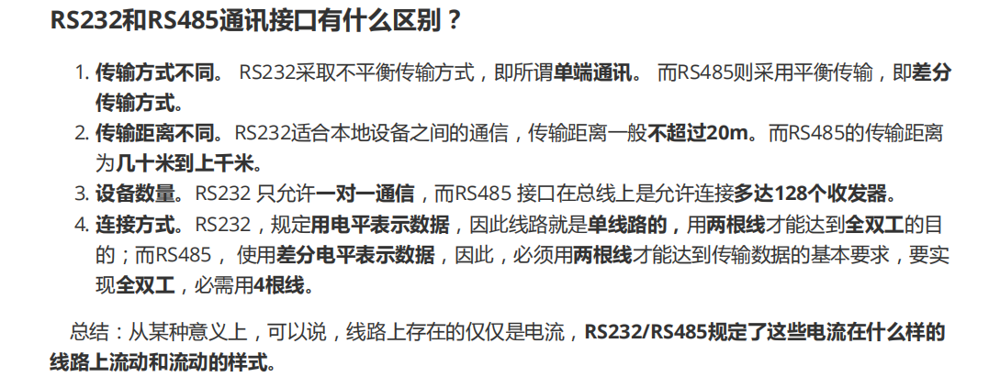 RS232和RS485通讯接口有什么区别？
1. 传输方式不同。 RS232采取不平衡传输方式，即所谓单端通讯。 而RS485则采用平衡传输，即差分
传输方式。
2. 传输距离不同。RS232适合本地设备之间的通信，传输距离一般不超过20m。而RS485的传输距离
为几十米到上千米。
3. 设备数量。RS232 只允许一对一通信，而RS485 接口在总线上是允许连接多达128个收发器。
4. 连接方式。RS232，规定用电平表示数据，因此线路就是单线路的，用两根线才能达到全双工的目
的；而RS485， 使用差分电平表示数据，因此，必须用两根线才能达到传输数据的基本要求，要实
现全双工，必需用4根线。
总结：从某种意义上，可以说，线路上存在的仅仅是电流，RS232/RS485规定了这些电流在什么样的
线路上流动和流动的样式。